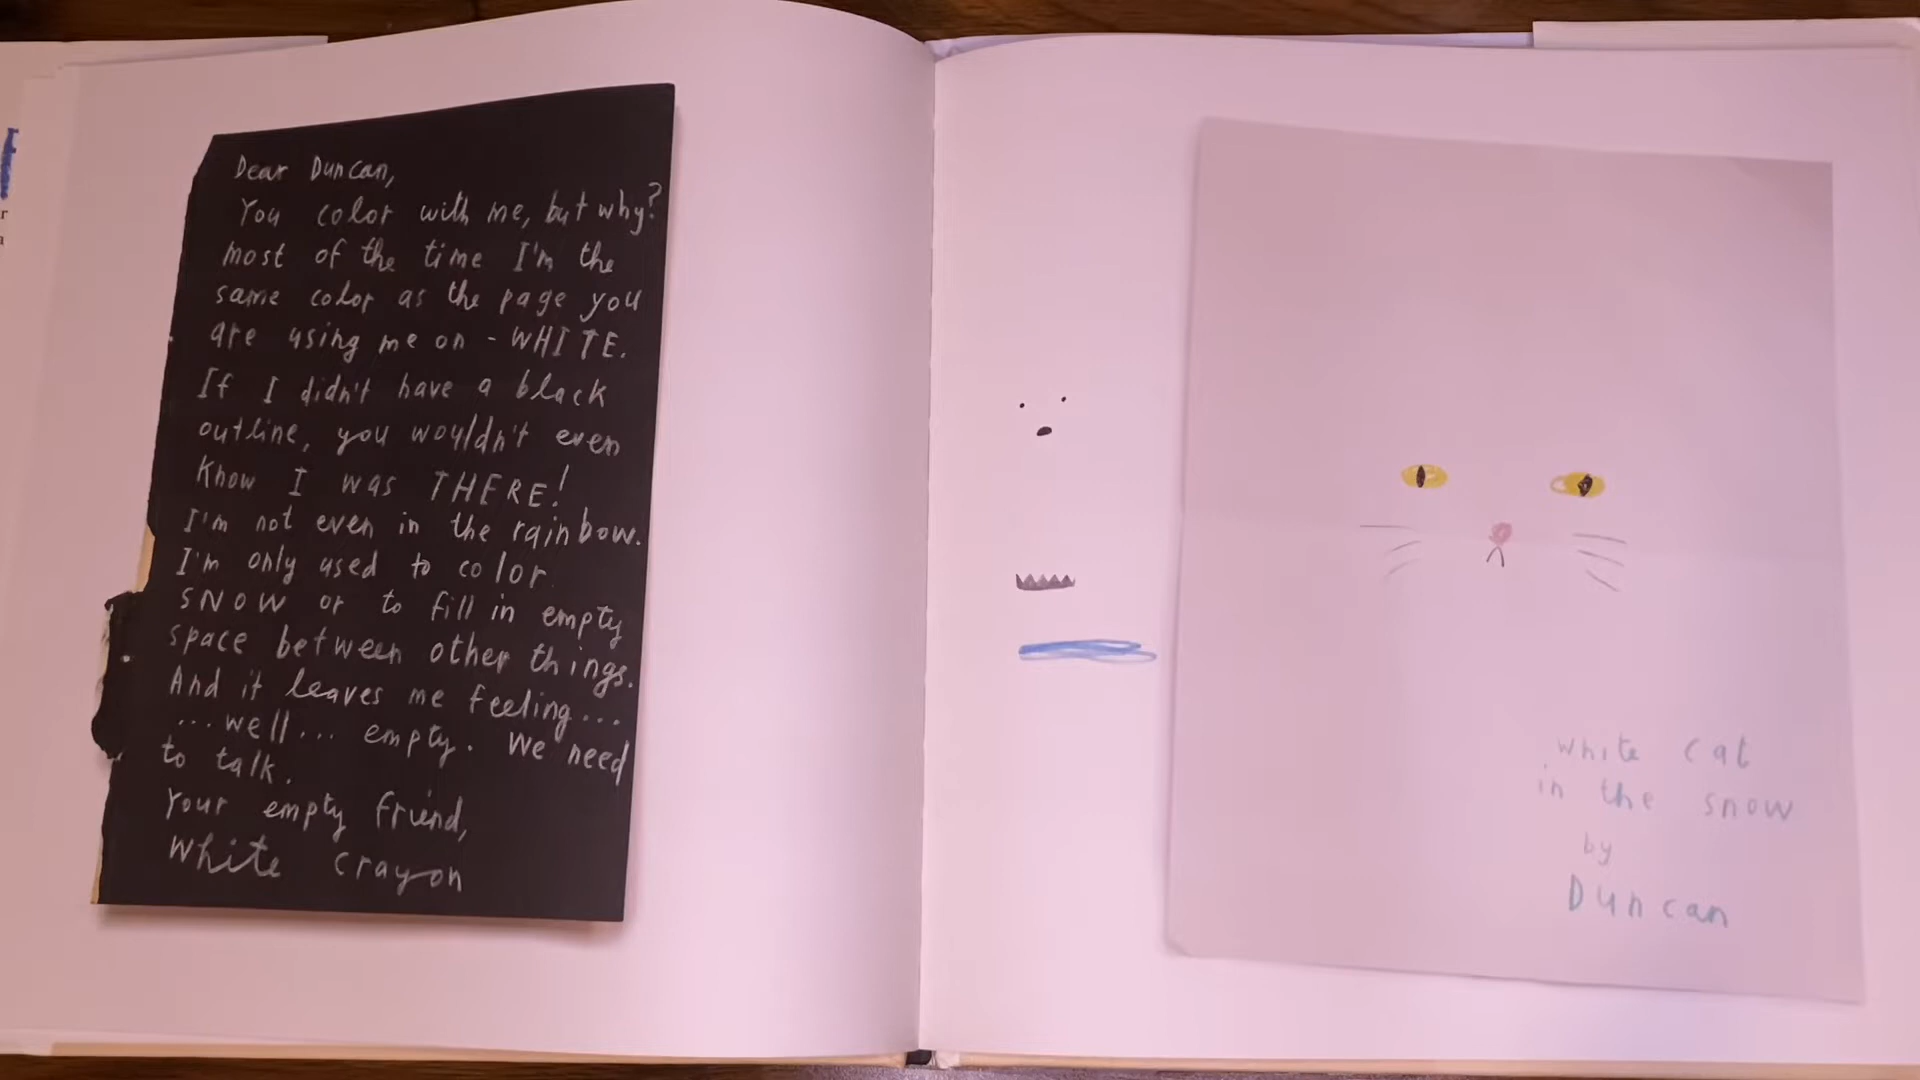 Dear Duncan,
You color with me, but why?
most of the time I'm the
same color as the page you
are using me on - WHITE.
If I didn't have a black
outline, you wouldn't even
know I was THERE!
I'm not even in the rainbow.
I'm only used to color
SNOW or to fill in empty
space between other things.
And it leaves me feeling...
...well... empty. We need
to talk.
Your empty friend,
White crayon
white cat
in the snow
by
Duncan